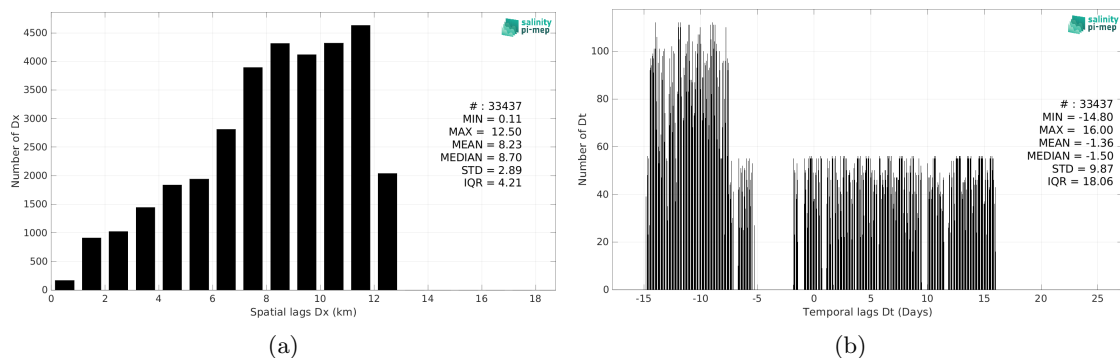 4500
4000
3500
3000
2500
2000
1500
1000
500
0
Number of Dx
0 2 4 6 8 10 12 14 16 18
Spatial lags Dx (km)
salinity
pi-mep
# : 33437
MIN = 0.11
MAX = 12.50
MEAN = 8.23
MEDIAN = 8.70
STD = 2.89
IQR = 4.21
(a)
100
80
60
40
20
0
Number of Dt
-15 -10 -5 0 5 10 15 20 25
Temporal lags Dt (Days)
salinity
pi-mep
# : 33437
MIN = -14.80
MAX = 16.00
MEAN = -1.36
MEDIAN = -1.50
STD = 9.87
IQR = 18.06
(b)